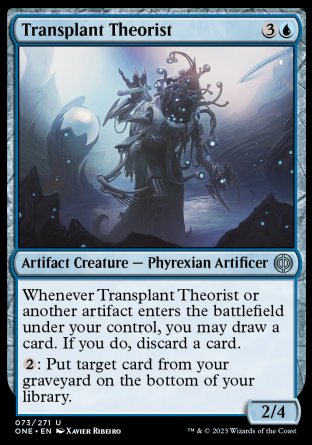 Transplant Theorist 3
Artifact Creature — Phyrexian Artificer
Whenever Transplant Theorist or
another artifact enters the battlefield
under your control, you may draw a
card. If you do, discard a card.
2: Put target card from your
graveyard on the bottom of your
library.
2/4
073/271 U
ONE • EN Xavier Ribeiro
™ & © 2023 Wizards of the Coast